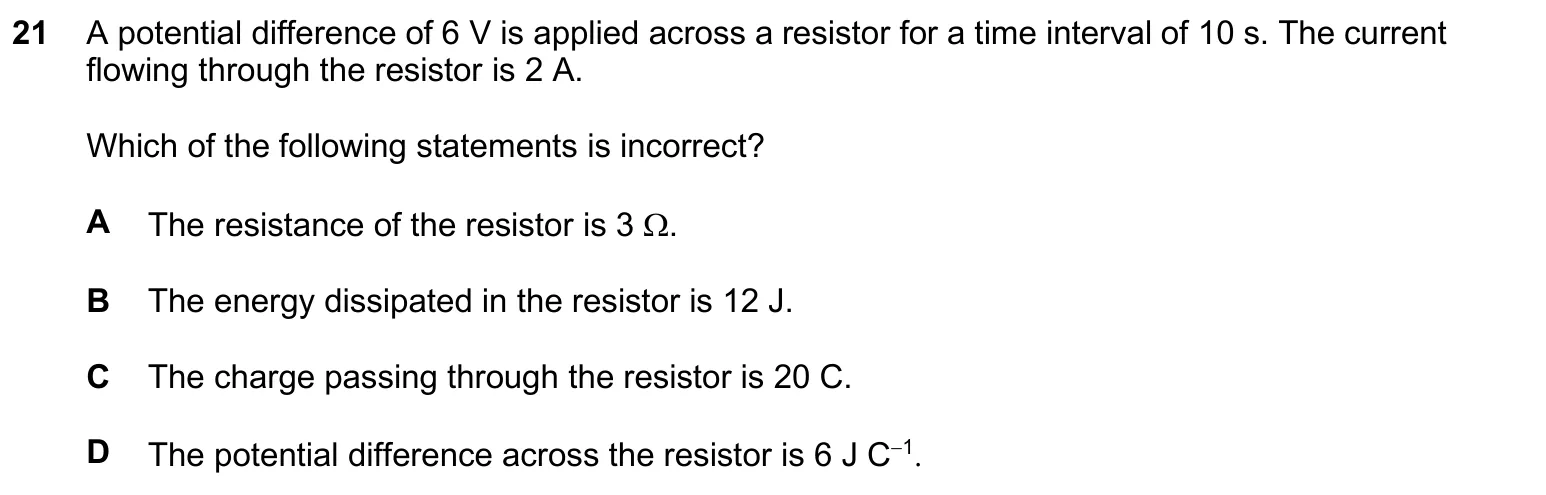 21 A potential difference of 6 V is applied across a resistor for a time interval of 10 s. The current
flowing through the resistor is 2 A.
Which of the following statements is incorrect?
A The resistance of the resistor is 3 Ω.
B The energy dissipated in the resistor is 12 J.
C The charge passing through the resistor is 20 C.
D The potential difference across the resistor is 6 J C⁻¹.